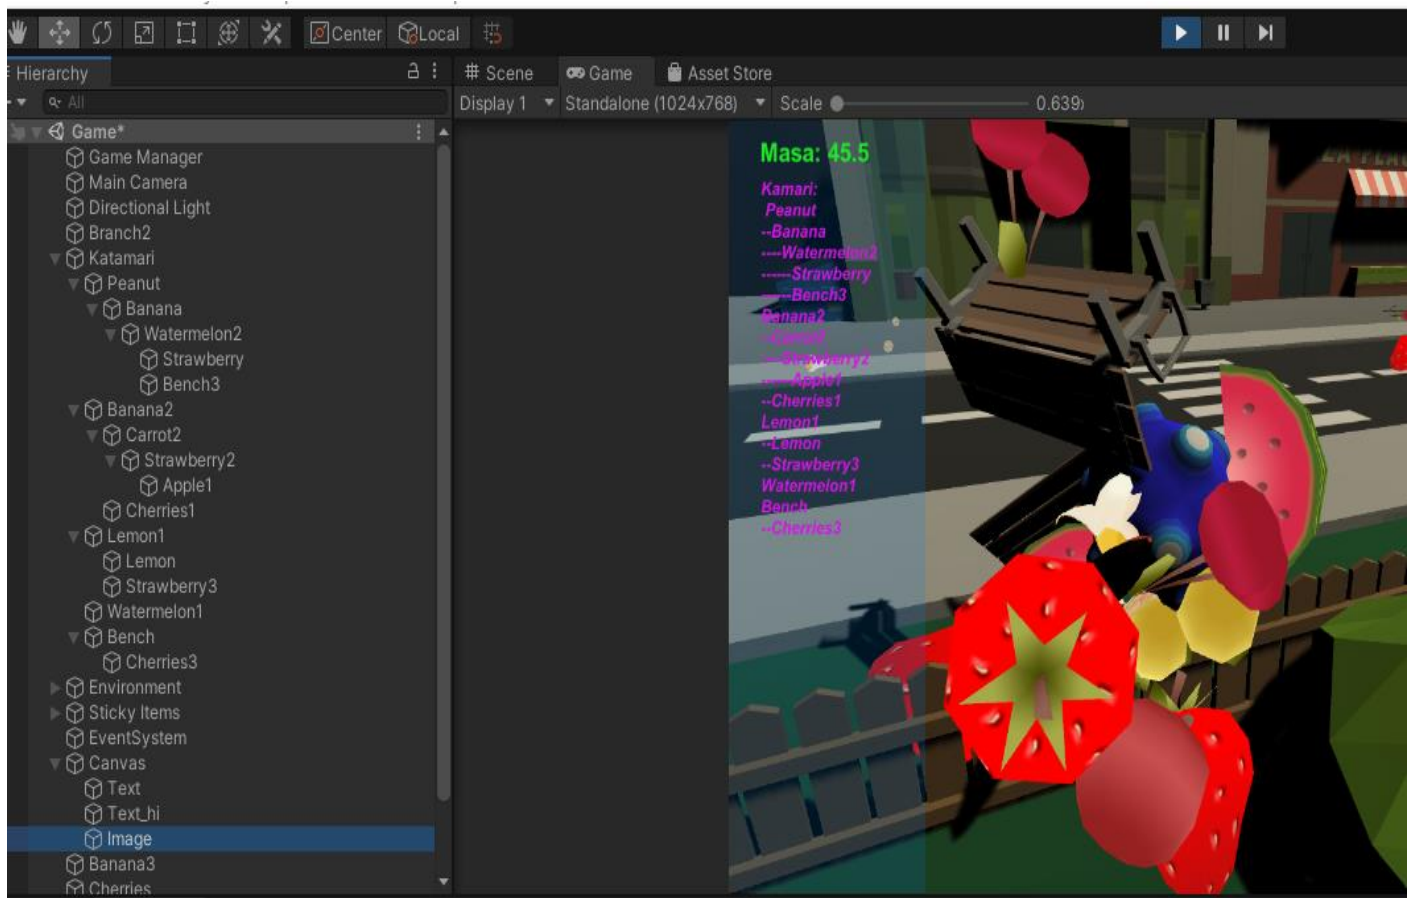 Center
Local
Hierarchy
# Scene
Game
Asset Store
All
Display 1
Standalone (1024x768)
Scale
0.639
Game*
Game Manager
Main Camera
Directional Light
Branch2
Katamari
Peanut
Banana
Watermelon2
Strawberry
Bench3
Banana2
Carrot2
Strawberry2
Apple1
Cherries1
Lemon1
Lemon
Strawberry3
Watermelon1
Bench
Cherries3
Environment
Sticky Items
EventSystem
Canvas
Text
Text_hi
Image
Banana3
Cherries
Masa: 45.5
Kamari:
Peanut
--Banana
----Watermelon2
------Strawberry
------Bench3
Banana2
--Carrot2
----Strawberry2
------Apple1
--Cherries1
Lemon1
--Lemon
--Strawberry3
Watermelon1
Bench
--Cherries3